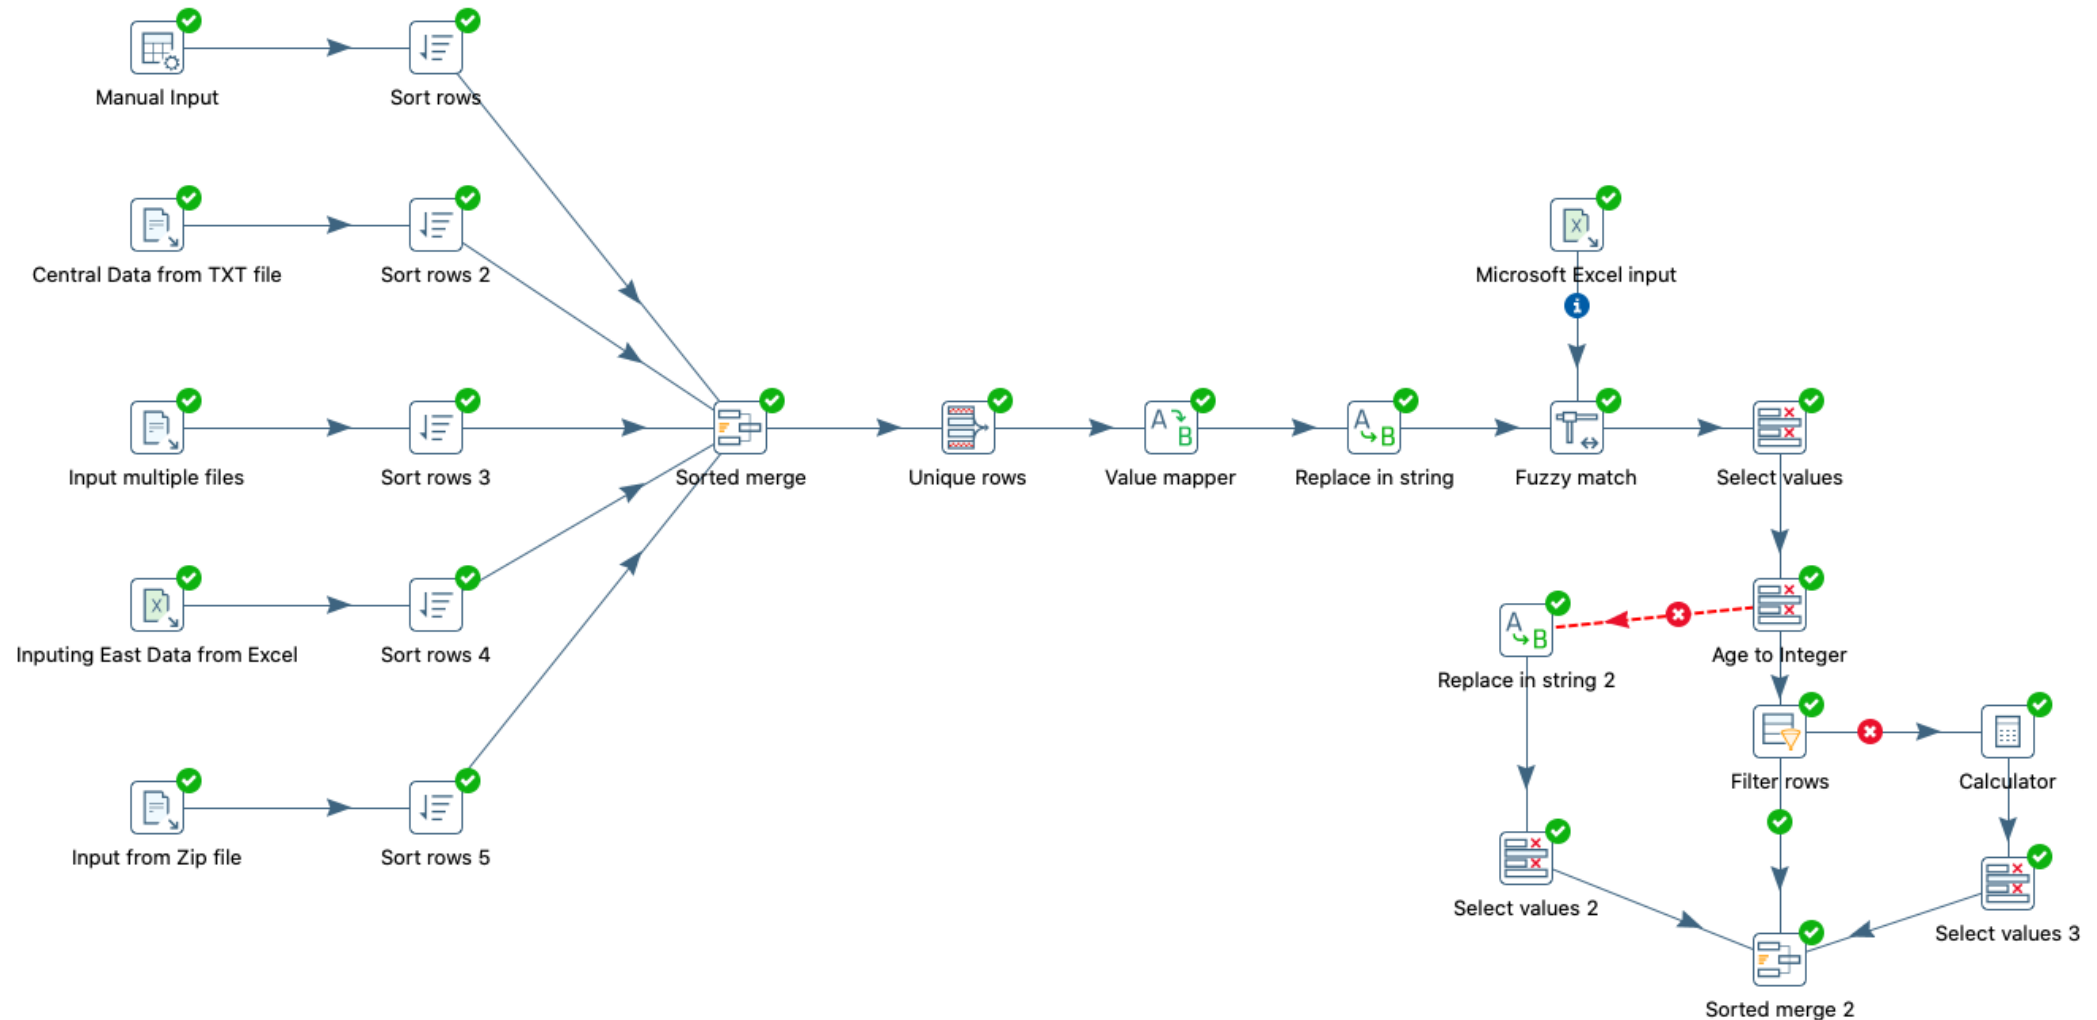 Manual Input
Sort rows
Central Data from TXT file
Sort rows 2
Microsoft Excel input
Input multiple files
Sort rows 3
Sorted merge
Unique rows
Value mapper
Replace in string
Fuzzy match
Select values
Inputing East Data from Excel
Sort rows 4
Age to Integer
Replace in string 2
Filter rows
Calculator
Input from Zip file
Sort rows 5
Select values 2
Select values 3
Sorted merge 2